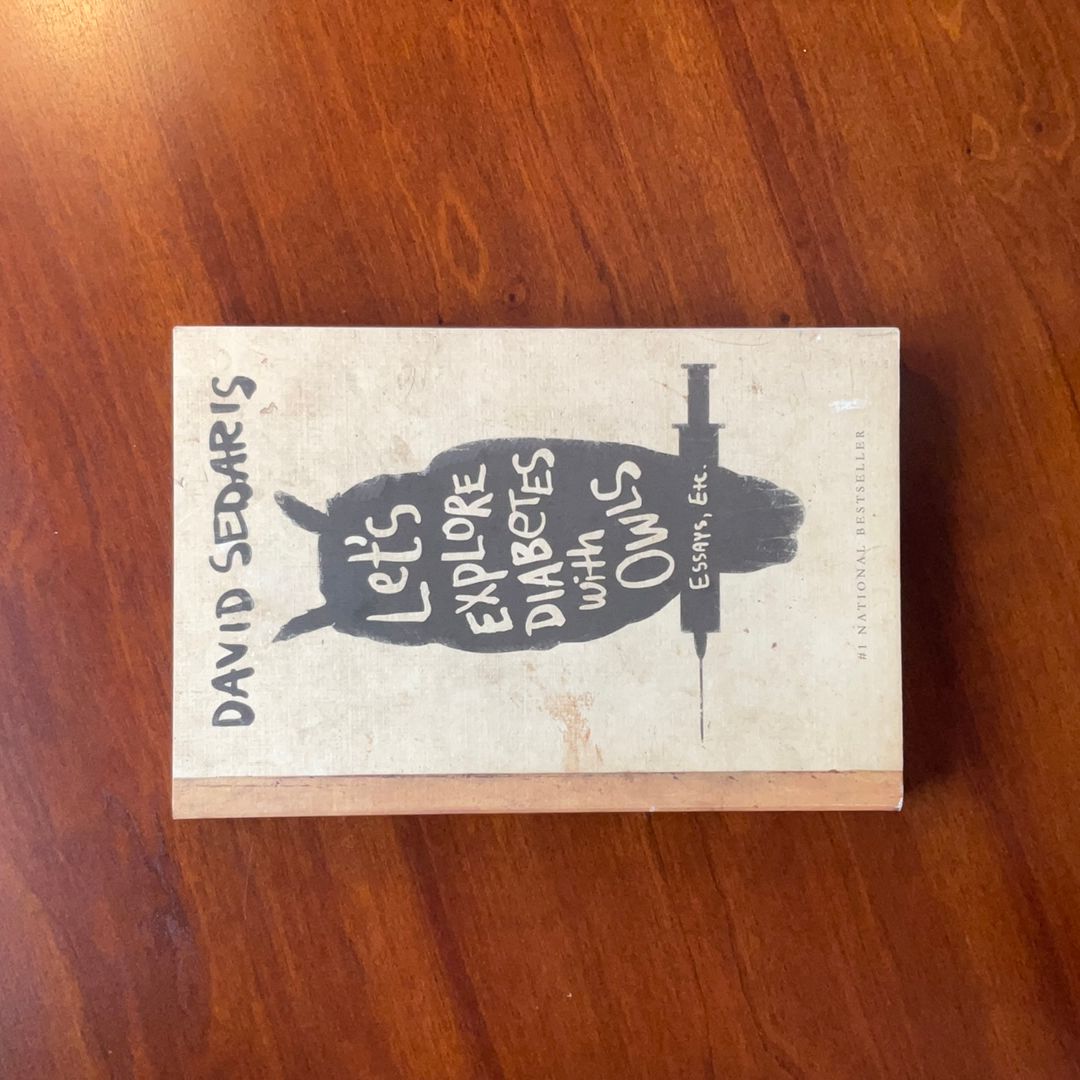 DAVID SEDARIS
Let's
EXPLORE
DIABETES
with
OWLS
ESSAYS, Etc.
#1 NATIONAL BESTSELLER